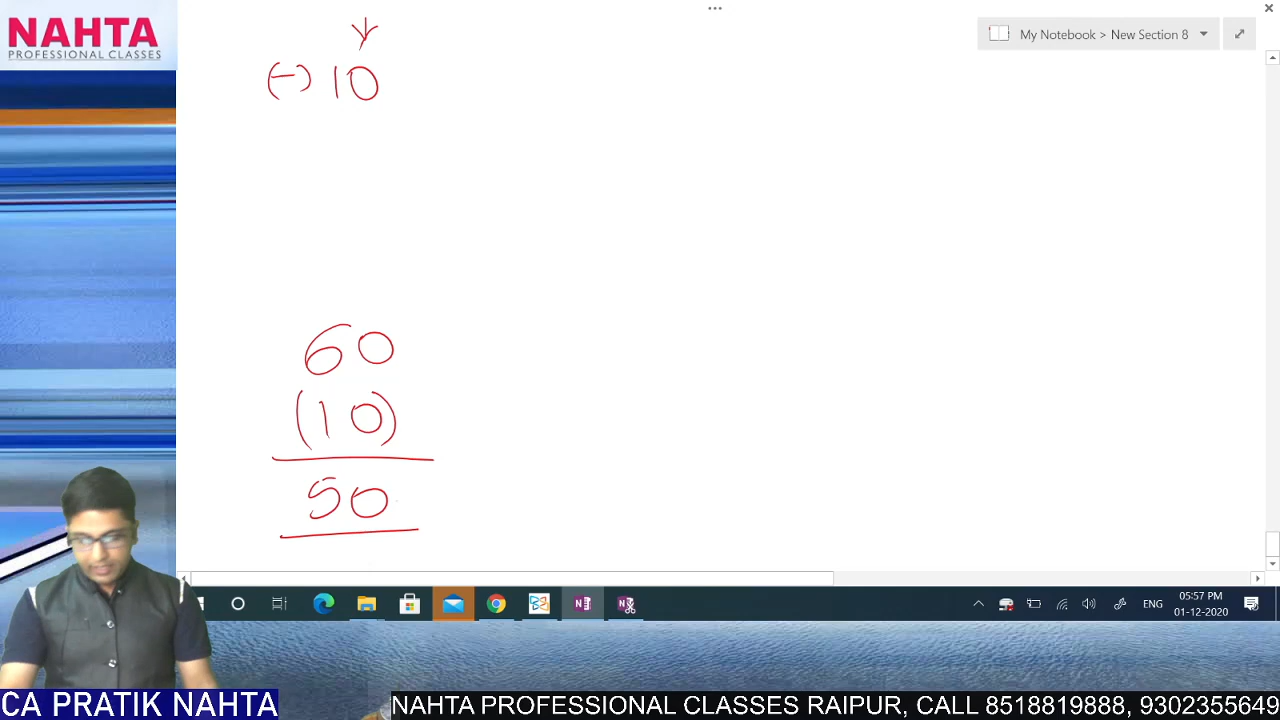 NAHTA
PROFESSIONAL CLASSES
My Notebook > New Section 8
(-) 10
60
(10)
50
ENG
05:57 PM
01-12-2020
CA PRATIK NAHTA
NAHTA PROFESSIONAL CLASSES RAIPUR, CALL 8518819888, 9302355649